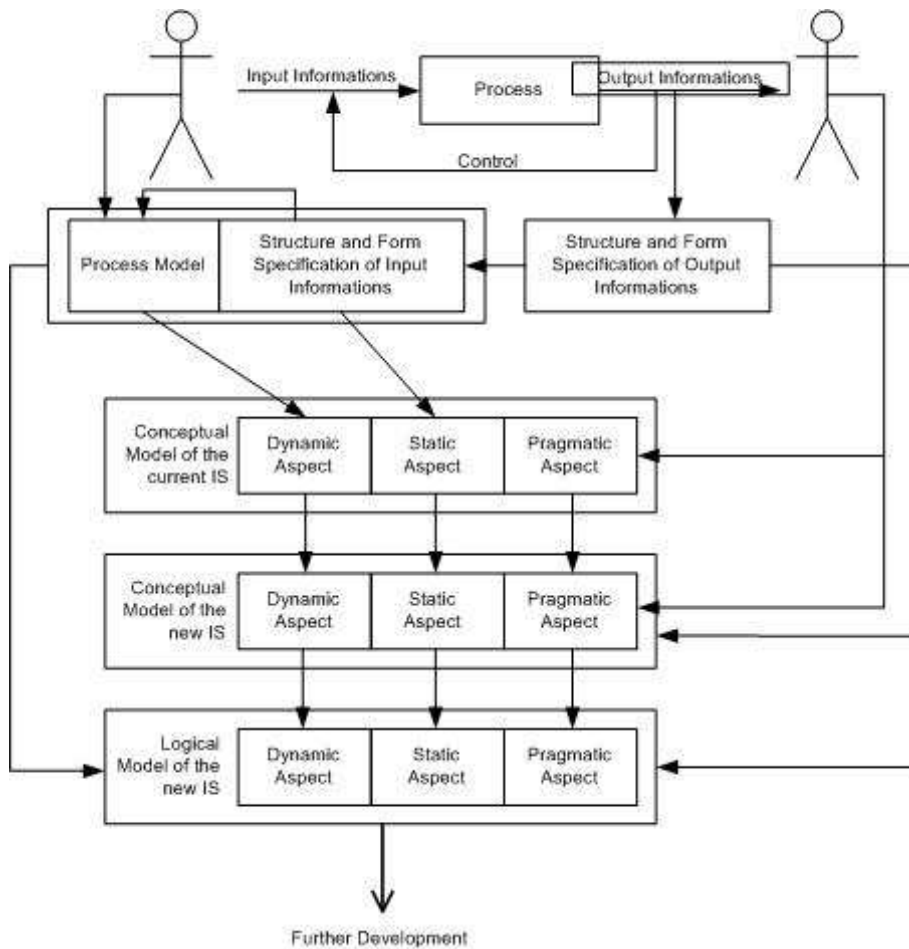 Input Informations
Process
Output Informations
Control
Process Model
Structure and Form
Specification of Input
Informations
Structure and Form
Specification of Output
Informations
Conceptual
Model of the
current IS
Dynamic
Aspect
Static
Aspect
Pragmatic
Aspect
Conceptual
Model of the
new IS
Dynamic
Aspect
Static
Aspect
Pragmatic
Aspect
Logical
Model of the
new IS
Dynamic
Aspect
Static
Aspect
Pragmatic
Aspect
Further Development